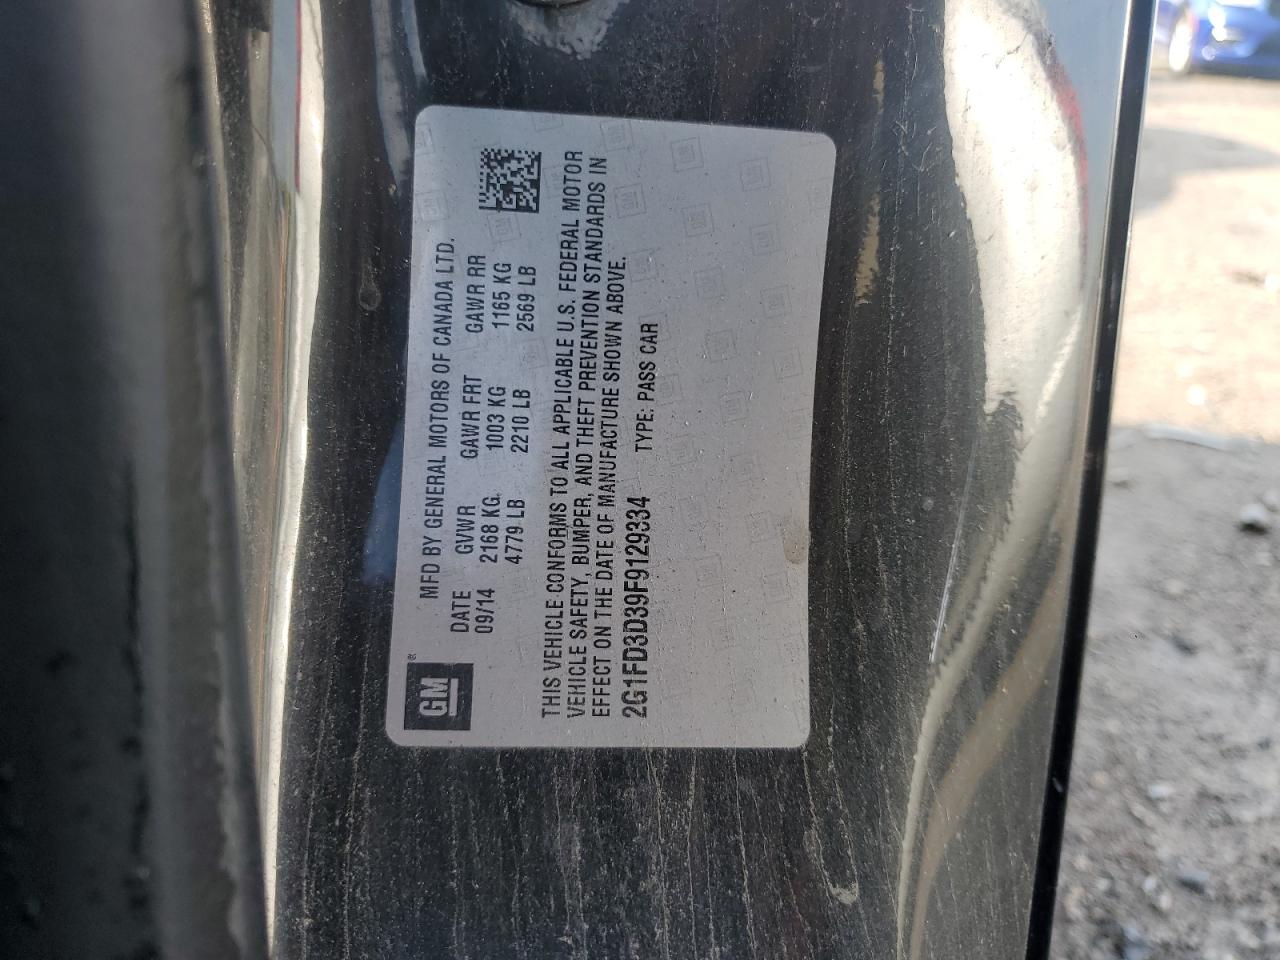 GM ®
MFD BY GENERAL MOTORS OF CANADA LTD.
DATE GVWR GAWR FRT GAWR RR
09/14 2168 KG. 1003 KG 1165 KG
4779 LB 2210 LB 2569 LB
THIS VEHICLE CONFORMS TO ALL APPLICABLE U.S. FEDERAL MOTOR
VEHICLE SAFETY, BUMPER, AND THEFT PREVENTION STANDARDS IN
EFFECT ON THE DATE OF MANUFACTURE SHOWN ABOVE.
2G1FD3D39F9129334 TYPE: PASS CAR